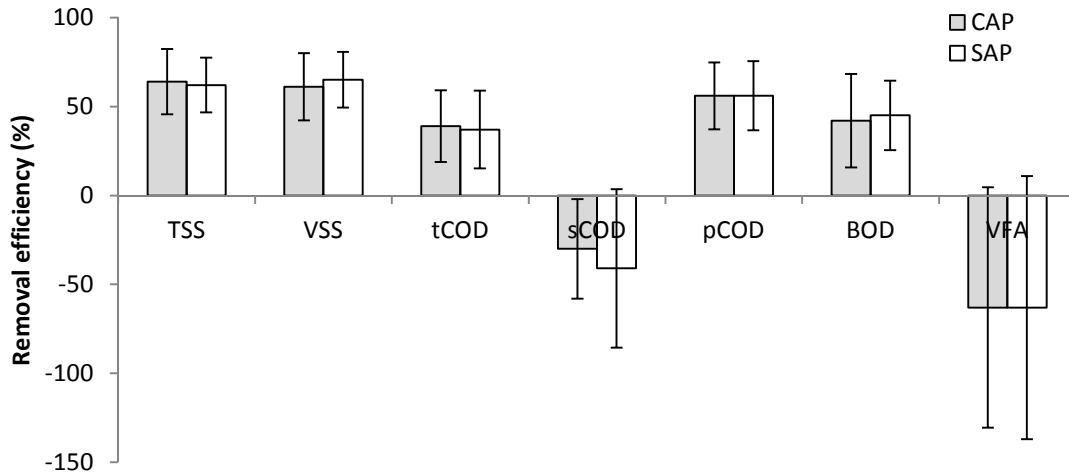 100
CAP
SAP
50
0
TSS VSS tCOD sCOD pCOD BOD VFA
-50
-100
-150
Removal efficiency (%)